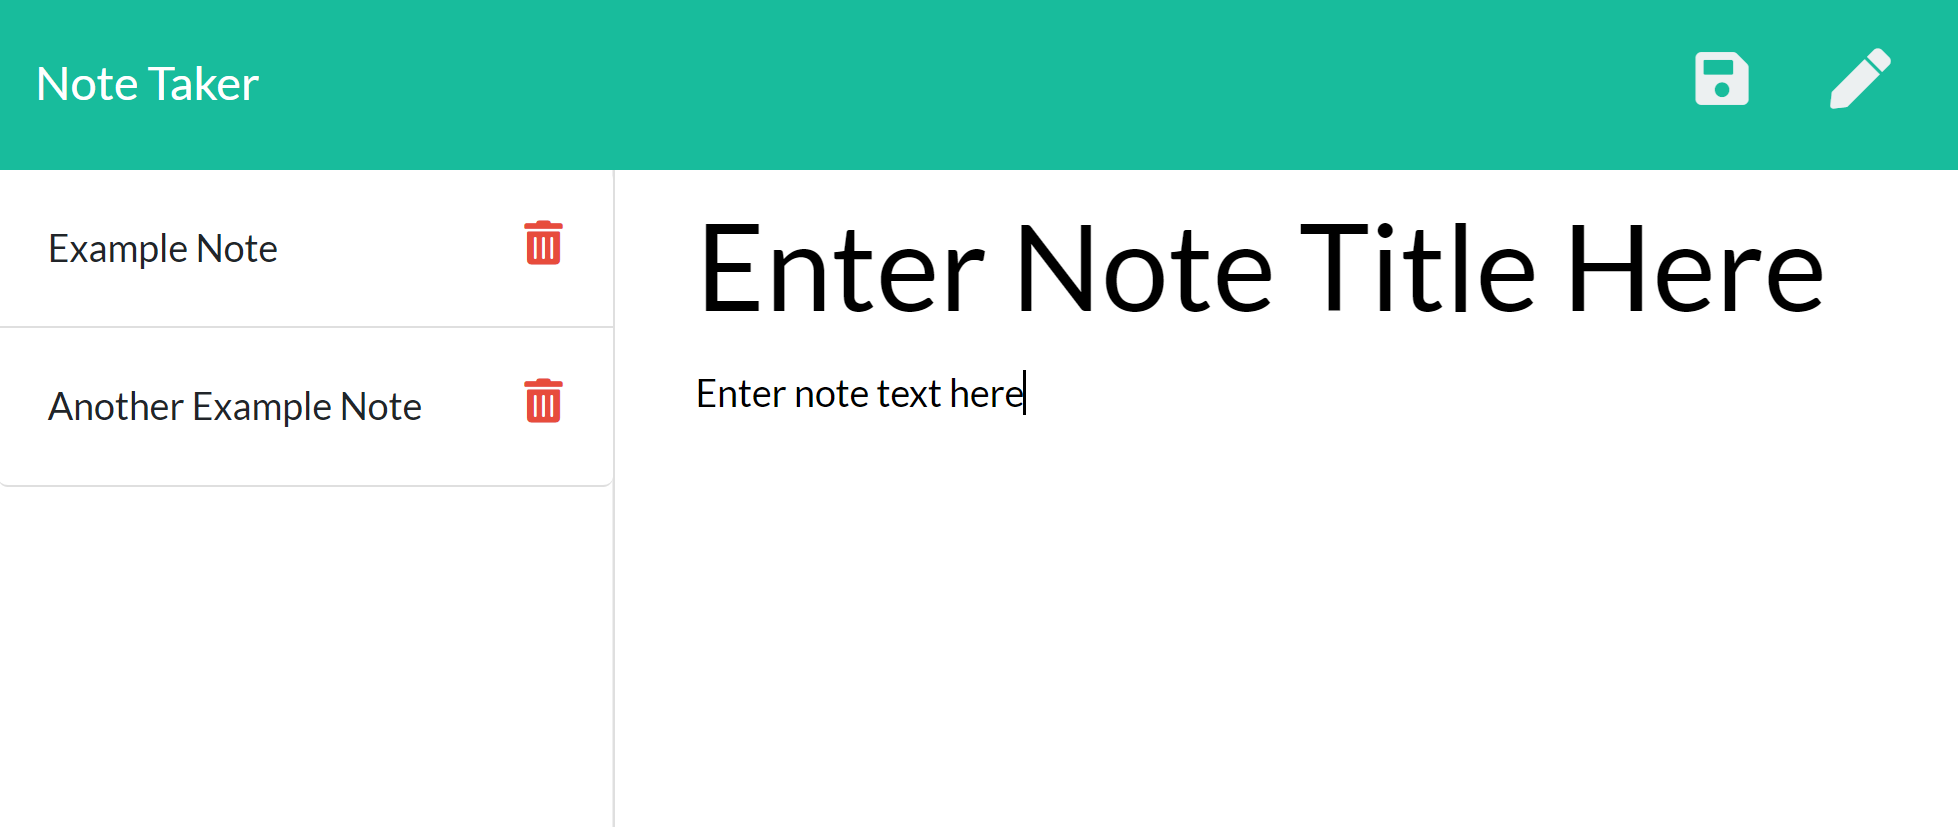 Note Taker
Example Note
Another Example Note
Enter Note Title Here
Enter note text here